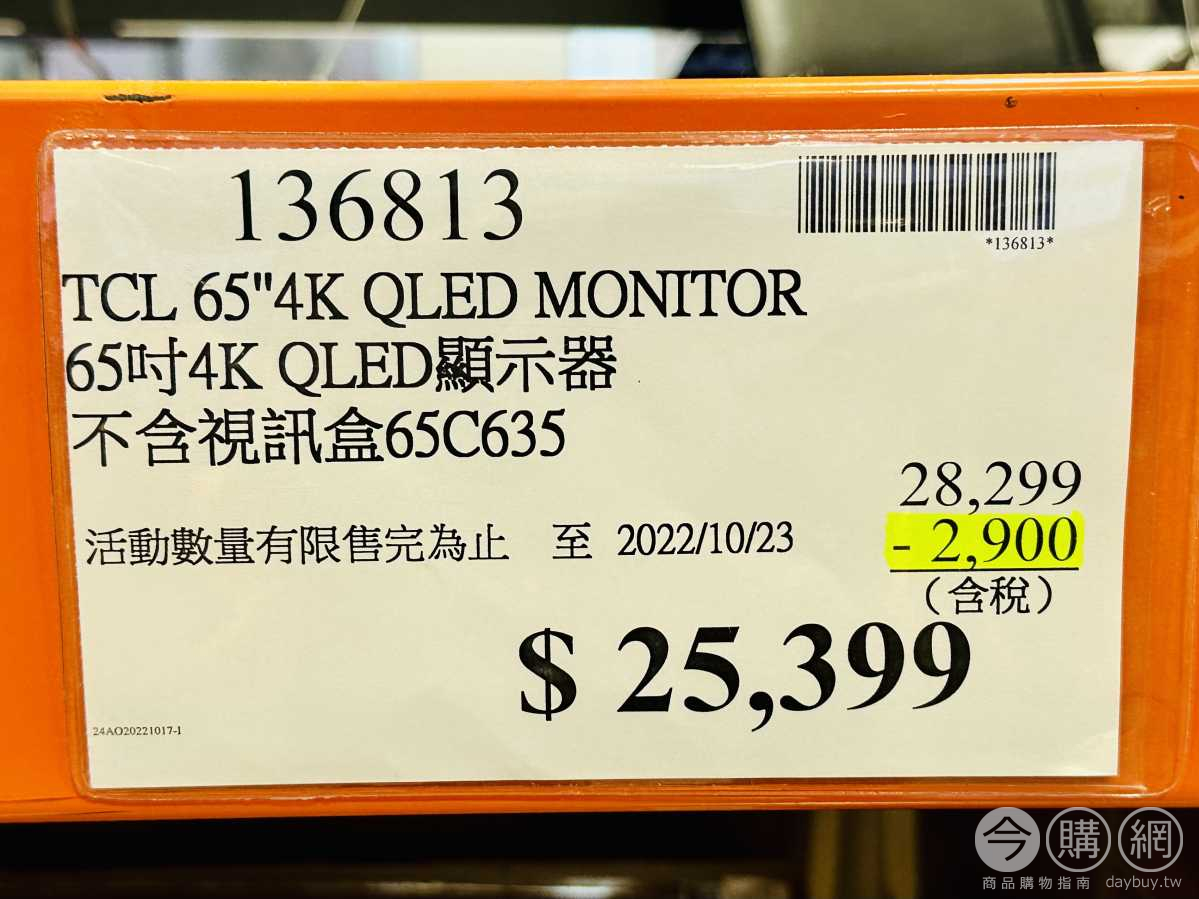 136813
*136813*
TCL 65"4K QLED MONITOR
65吋4K QLED顯示器
不含視訊盒65C635
28,299
活動數量有限售完為止 至 2022/10/23
- 2,900
（含稅）
$ 25,399
24AO20221017-1
今購網
商品購物指南 daybuy.tw